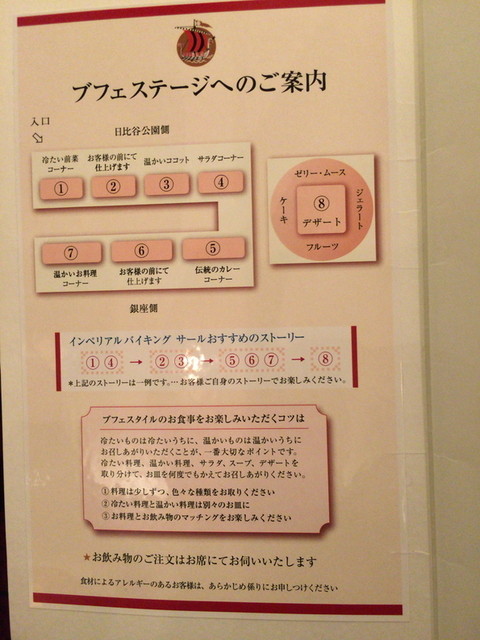 ブフェステージへのご案内
入口
日比谷公園側
冷たい前菜
コーナー
①
お客様の前にて
仕上げます
②
温かいココット
③
サラダコーナー
④
⑦
温かいお料理
コーナー
⑥
お客様の前にて
仕上げます
⑤
伝統のカレー
コーナー
ゼリー・ムース
ケーキ
⑧
デザート
ジェラート
フルーツ
銀座側
インペリアルバイキング サールおすすめのストーリー
①④→②③→⑤⑥⑦→⑧
*上記のストーリーは一例です。…お客様ご自身のストーリーでお楽しみください。
ブフェスタイルのお食事をお楽しみいただくコツは
冷たいものは冷たいうちに、温かいものは温かいうちに
お召しあがりいただくことが、一番大切なポイントです。
冷たい料理、温かい料理、サラダ、スープ、デザートを
取り分けて、お皿を何度でもかえてお召しあがりください。
①料理は少しずつ、色々な種類をお取りください
②冷たい料理と温かい料理は別々のお皿に
③お料理とお飲み物のマッチングをお楽しみください
★お飲み物のご注文はお席にてお伺いいたします
食材によるアレルギーのあるお客様は、あらかじめ係りにお申しつけください